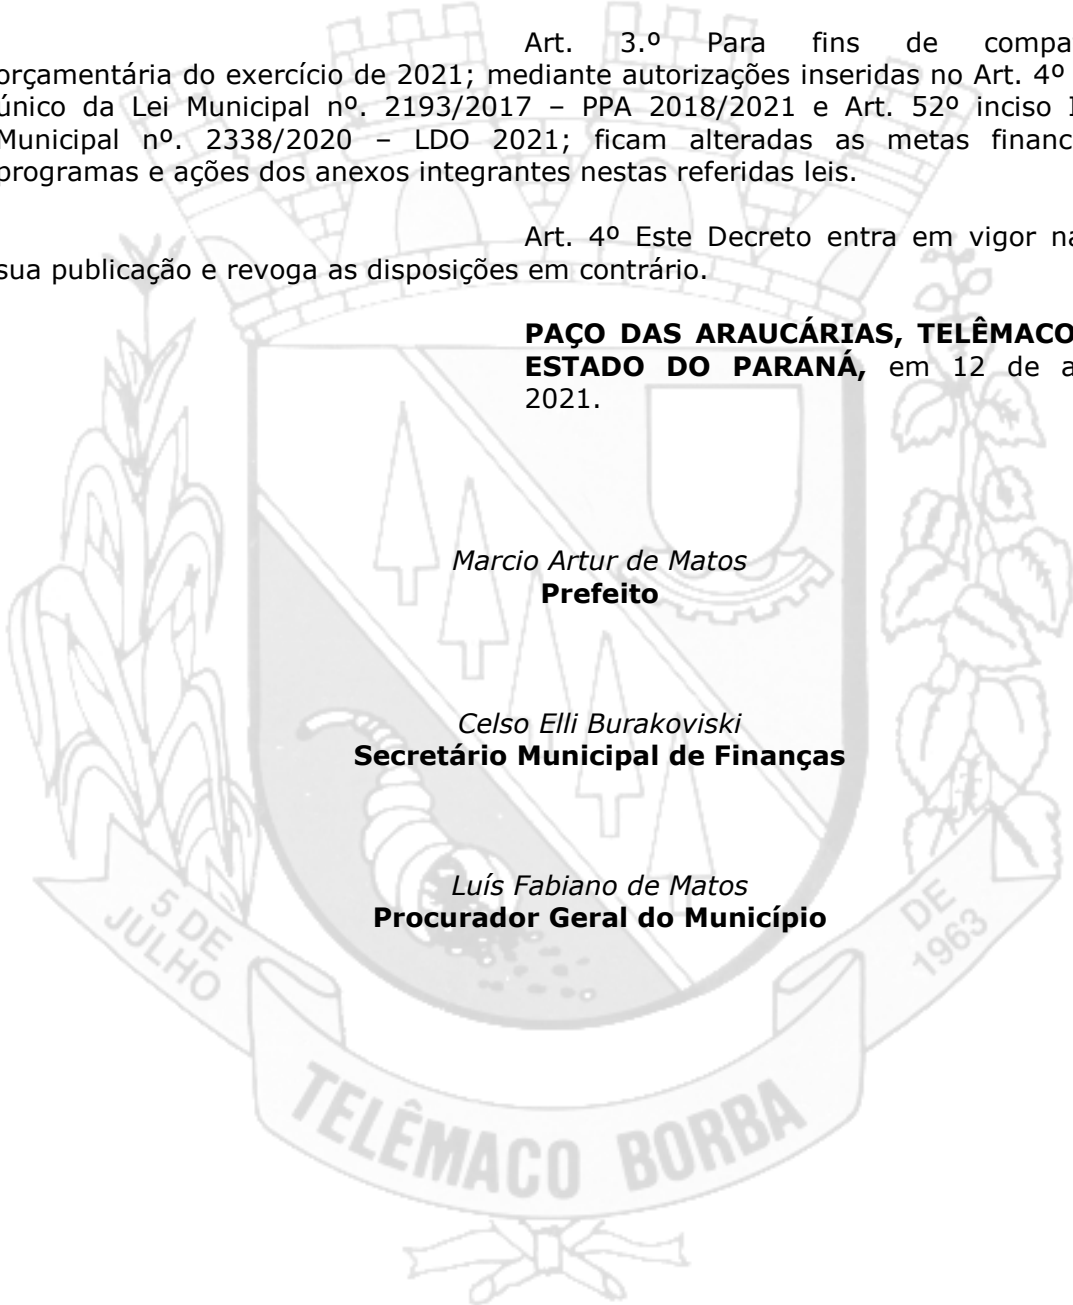 Art. 3.º Para fins de compa
orçamentária do exercício de 2021; mediante autorizações inseridas no Art. 4º
único da Lei Municipal nº. 2193/2017 – PPA 2018/2021 e Art. 52º inciso I
Municipal nº. 2338/2020 – LDO 2021; ficam alteradas as metas financ
programas e ações dos anexos integrantes nestas referidas leis.
Art. 4º Este Decreto entra em vigor na
sua publicação e revoga as disposições em contrário.
PAÇO DAS ARAUCÁRIAS, TELÊMACO
ESTADO DO PARANÁ, em 12 de a
2021.
Marcio Artur de Matos
Prefeito
Celso Elli Burakoviski
Secretário Municipal de Finanças
Luís Fabiano de Matos
Procurador Geral do Município
5 DE
JULHO
DE
1963
TELÊMACO BORBA